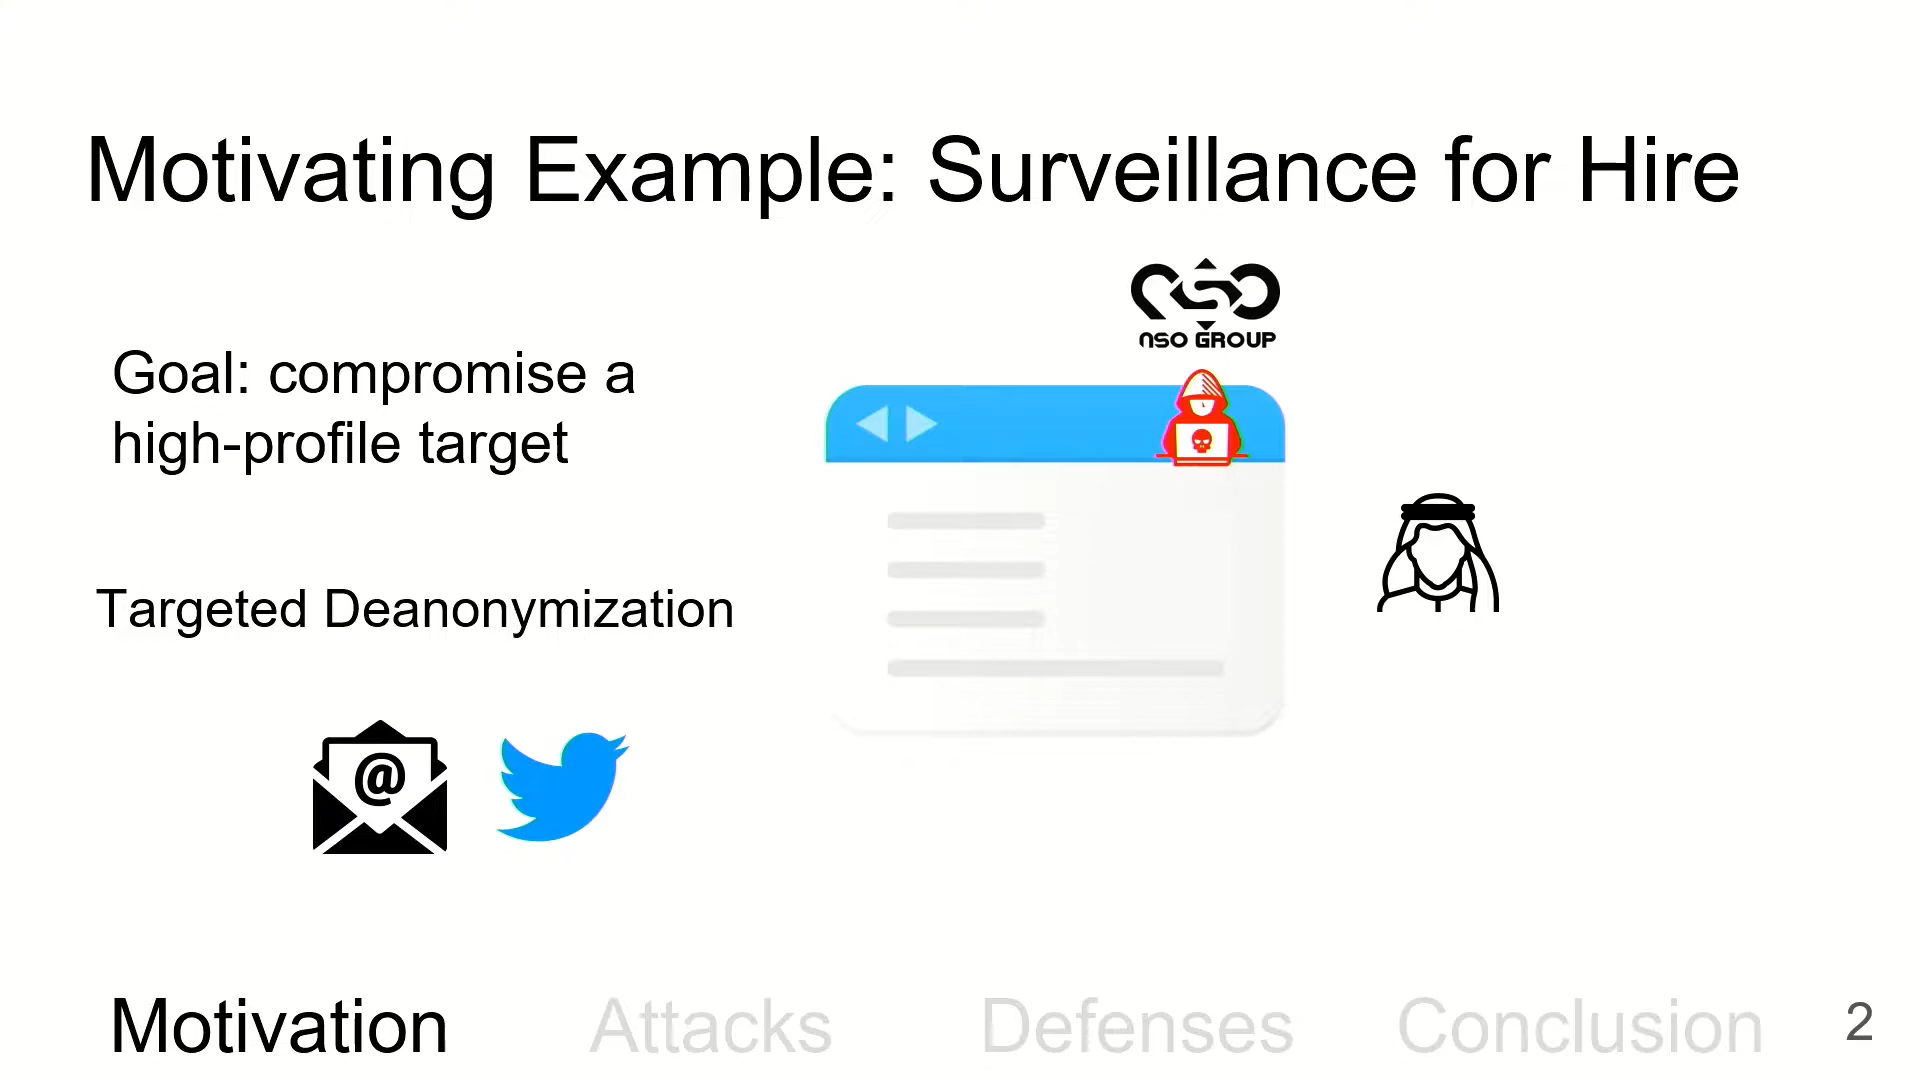 Motivating Example: Surveillance for Hire
NSO GROUP
Goal: compromise a
high-profile target
Targeted Deanonymization
@
Motivation Attacks Defenses Conclusion 2